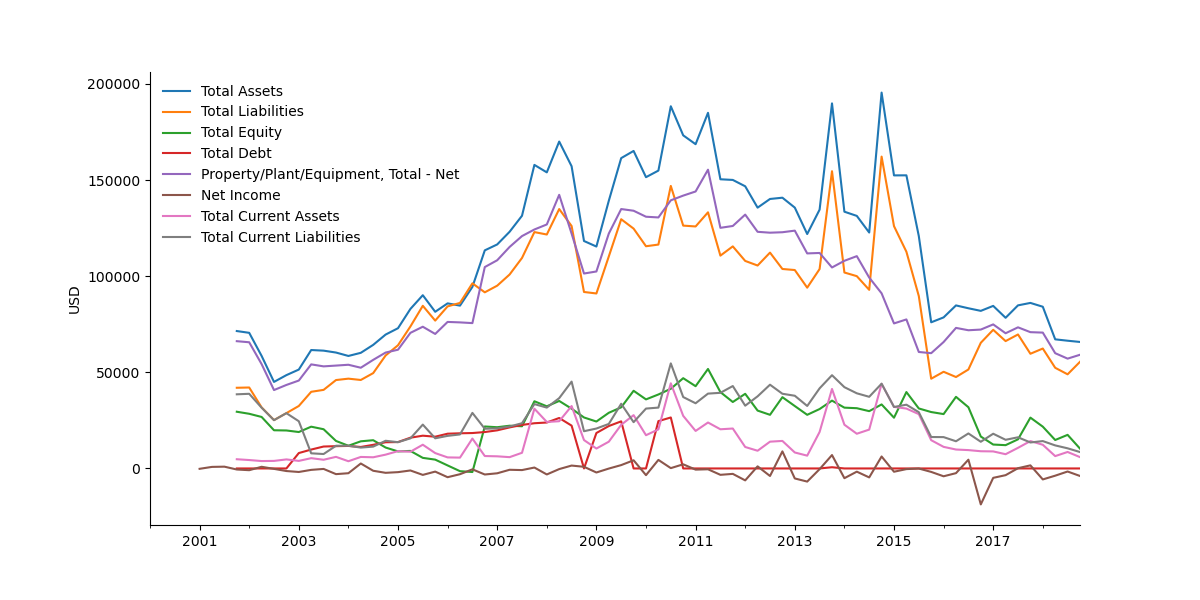 200000
150000
100000
50000
0
USD
Total Assets
Total Liabilities
Total Equity
Total Debt
Property/Plant/Equipment, Total - Net
Net Income
Total Current Assets
Total Current Liabilities
2001 2003 2005 2007 2009 2011 2013 2015 2017